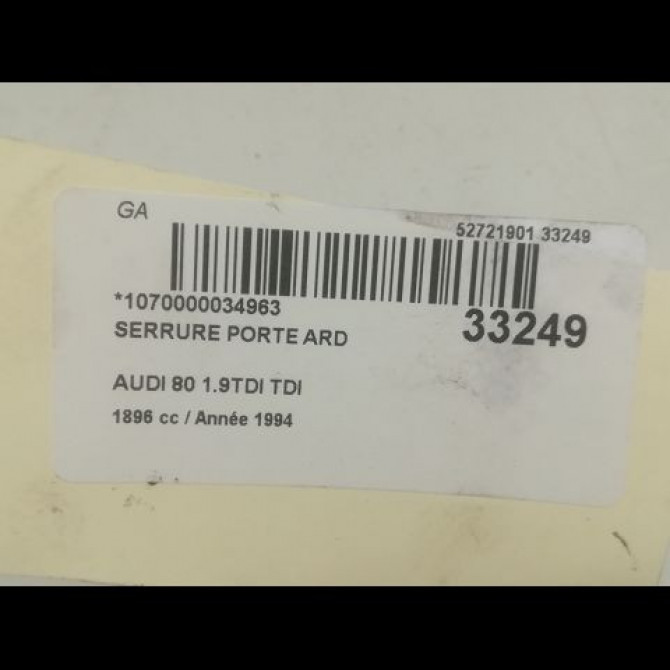 GA
52721901 33249
*1070000034963
33249
SERRURE PORTE ARD
AUDI 80 1.9TDI TDI
1896 cc / Année 1994